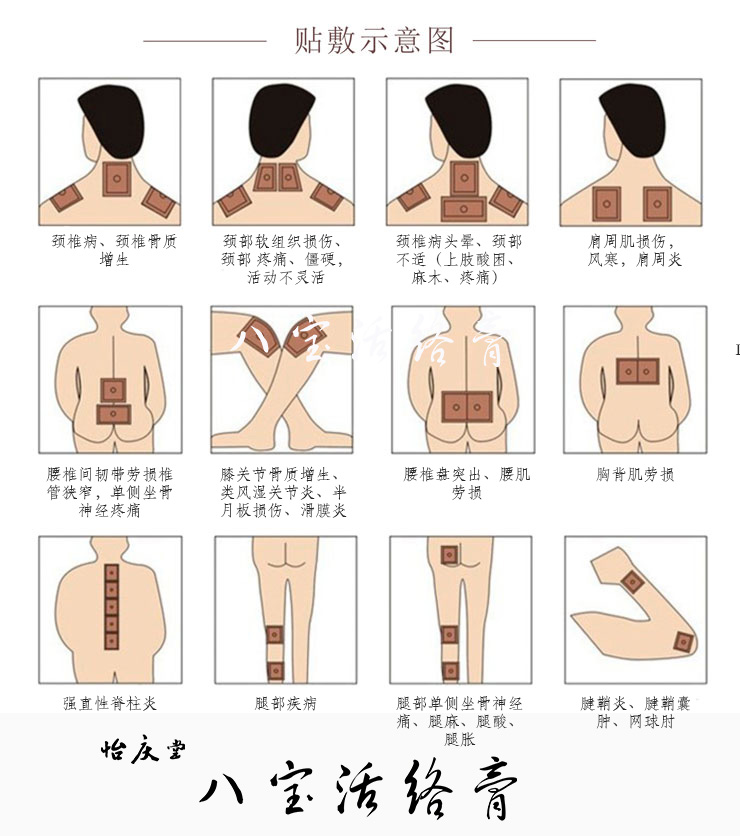 贴敷示意图
颈椎病、颈椎骨质
增生
颈部软组织损伤、
颈部 疼痛、僵硬，
活动不灵活
颈椎病头晕、颈部
不适（上肢酸困、
麻木、疼痛）
肩周肌损伤，
风寒，肩周炎
八宝活络膏
腰椎间韧带劳损椎
管狭窄，单侧坐骨
神经疼痛
膝关节骨质增生、
类风湿关节炎、半
月板损伤、滑膜炎
腰椎盘突出、腰肌
劳损
胸背肌劳损
强直性脊柱炎
腿部疾病
腿部单侧坐骨神经
痛、腿麻、腿酸、
腿胀
腱鞘炎、腱鞘囊
肿、网球肘
怡庆堂
八宝活络膏